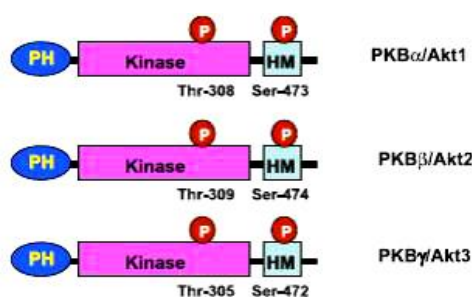 P P
PH Kinase HM PKBα/Akt1
Thr-308 Ser-473
P P
PH Kinase HM PKBβ/Akt2
Thr-309 Ser-474
P P
PH Kinase HM PKBγ/Akt3
Thr-305 Ser-472